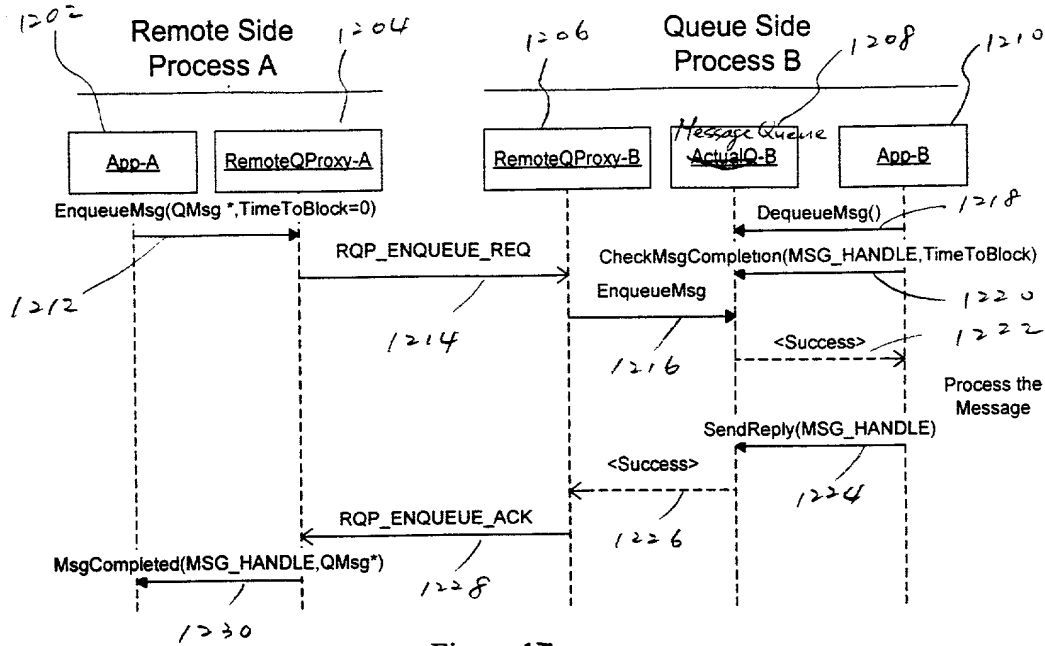 1202
Remote Side
Process A
1204
1206
Queue Side
Process B
1208
1210
App-A
RemoteQProxy-A
RemoteQProxy-B
Message Queue
ActualQ-B
App-B
EnqueueMsg(QMsg *,TimeToBlock=0)
DequeueMsg()
1218
RQP_ENQUEUE_REQ
CheckMsgCompletion(MSG_HANDLE,TimeToBlock)
1212
EnqueueMsg
1220
1214
1216
<Success>
1222
Process the
Message
SendReply(MSG_HANDLE)
<Success>
1224
RQP_ENQUEUE_ACK
1226
MsgCompleted(MSG_HANDLE,QMsg*)
1228
1230